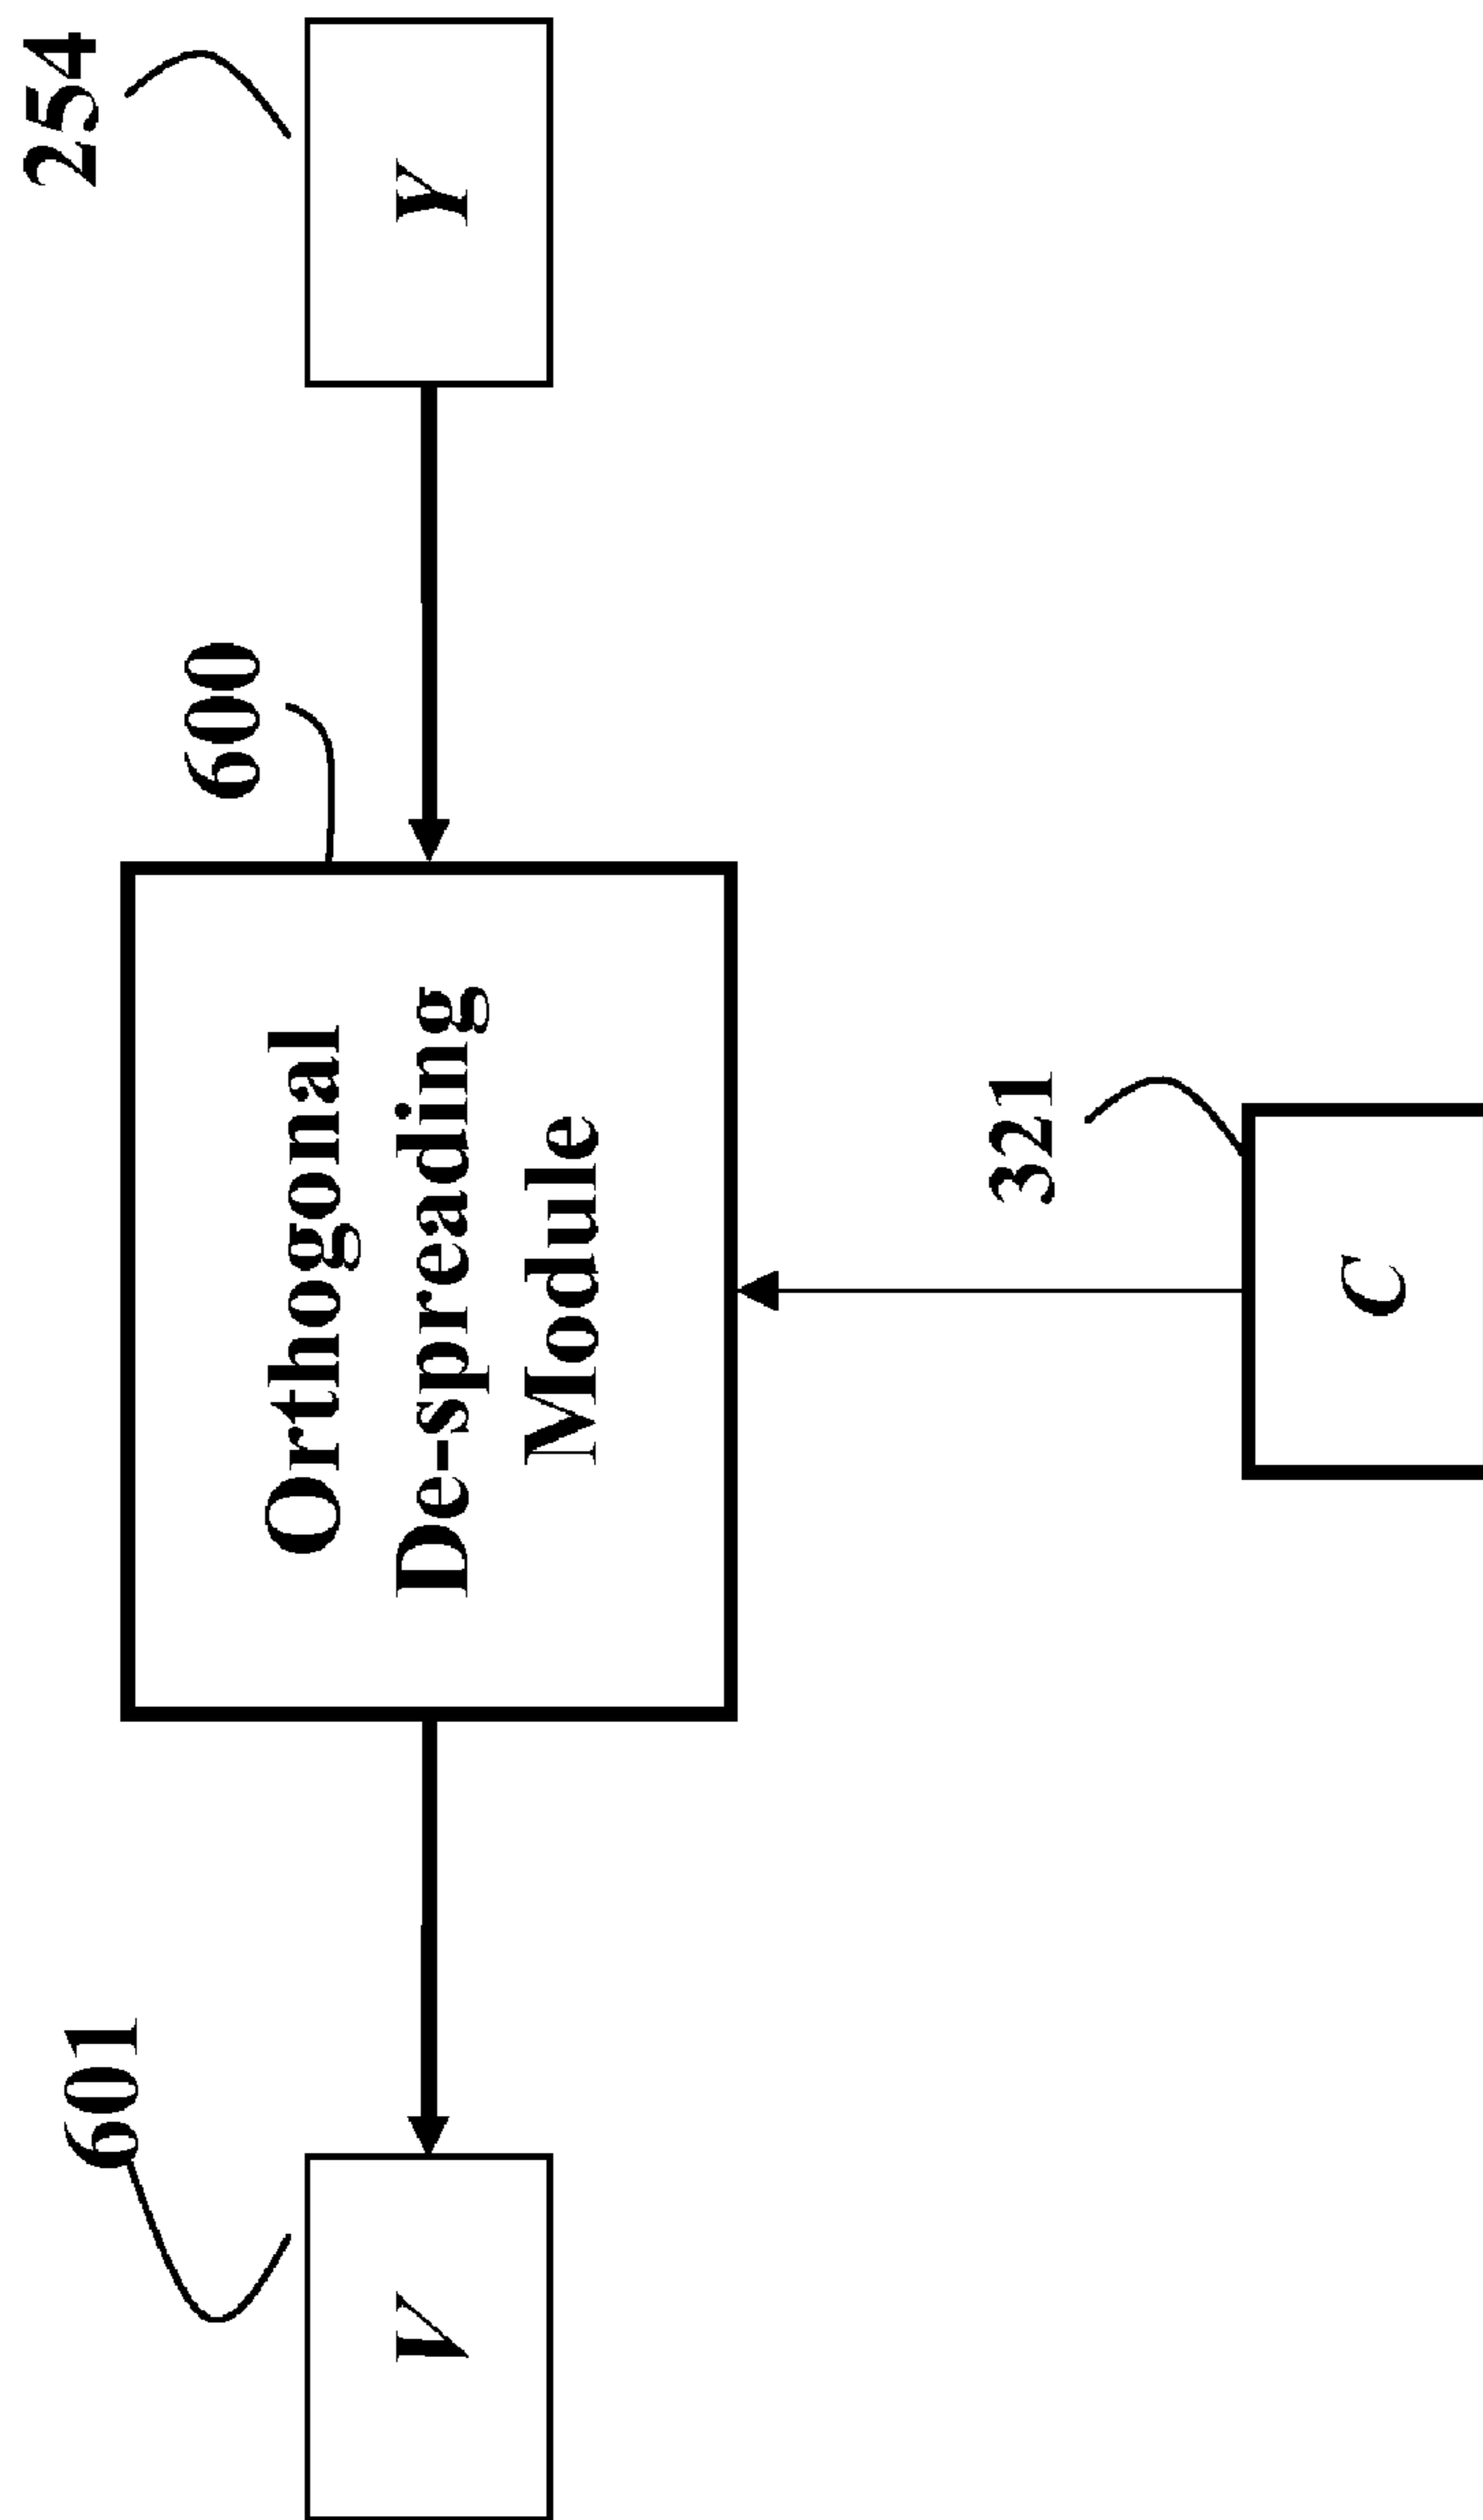 601
V
600
Orthogonal
De-spreading
Module
254
Y
321
C